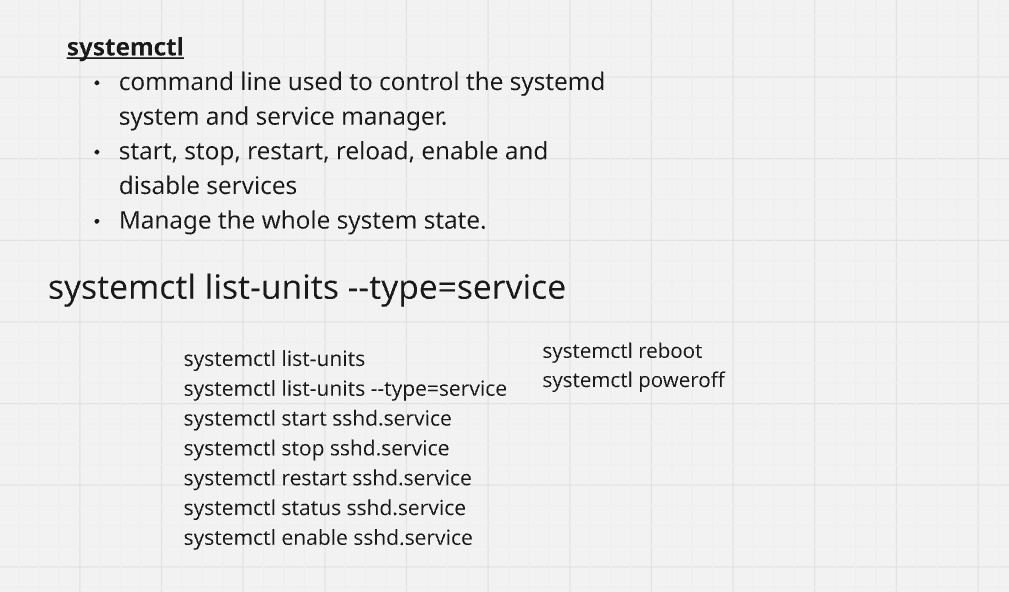 systemctl
• command line used to control the systemd
system and service manager.
• start, stop, restart, reload, enable and
disable services
• Manage the whole system state.
systemctl list-units --type=service
systemctl list-units
systemctl list-units --type=service
systemctl start sshd.service
systemctl stop sshd.service
systemctl restart sshd.service
systemctl status sshd.service
systemctl enable sshd.service
systemctl reboot
systemctl poweroff